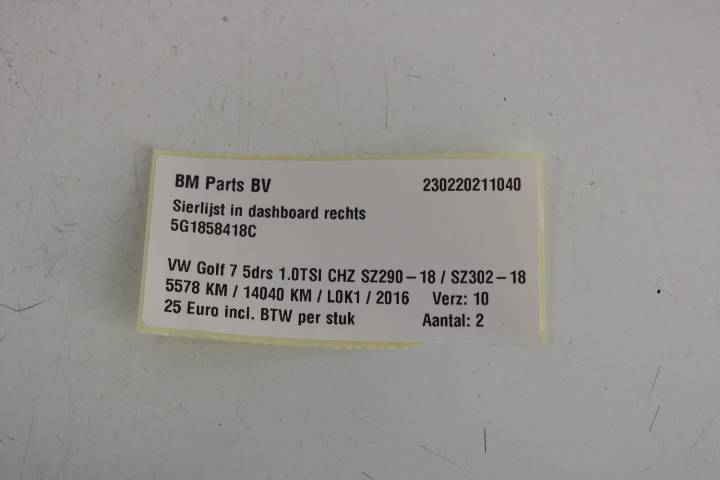 BM Parts BV 230220211040
Sierlijst in dashboard rechts
5G1858418C
VW Golf 7 5drs 1.0TSI CHZ SZ290-18 / SZ302-18
5578 KM / 14040 KM / L0K1 / 2016 Verz: 10
25 Euro incl. BTW per stuk Aantal: 2